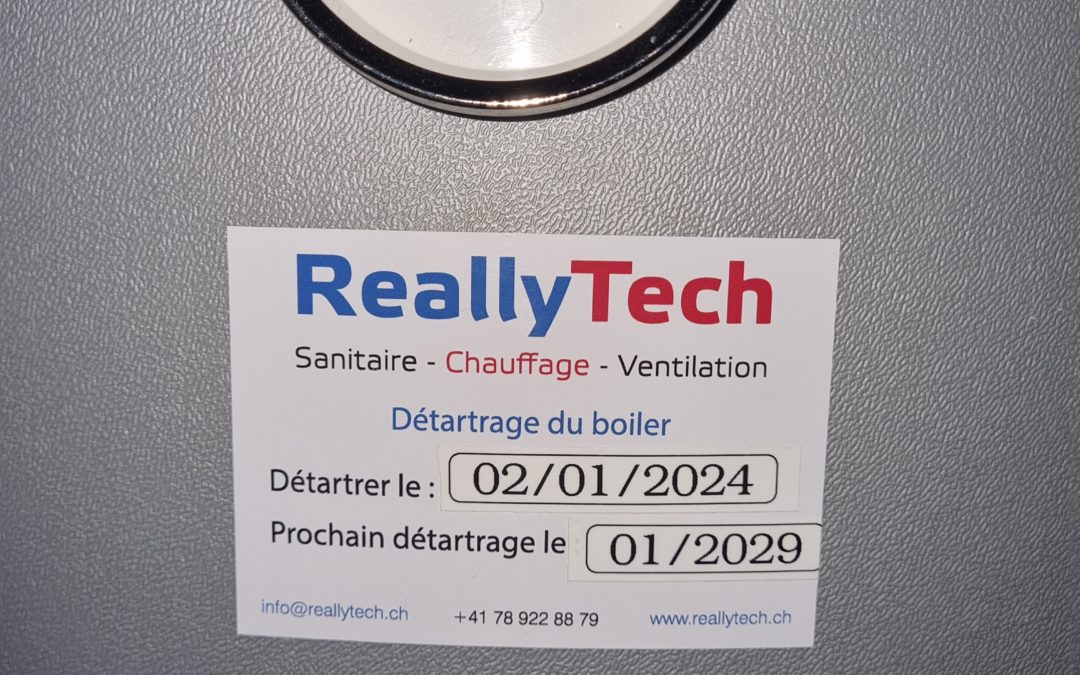 ReallyTech
Sanitaire - Chauffage - Ventilation
Détartrage du boiler
Détartrer le : 02/01/2024
Prochain détartrage le 01/2029
info@reallytech.ch +41 78 922 88 79 www.reallytech.ch